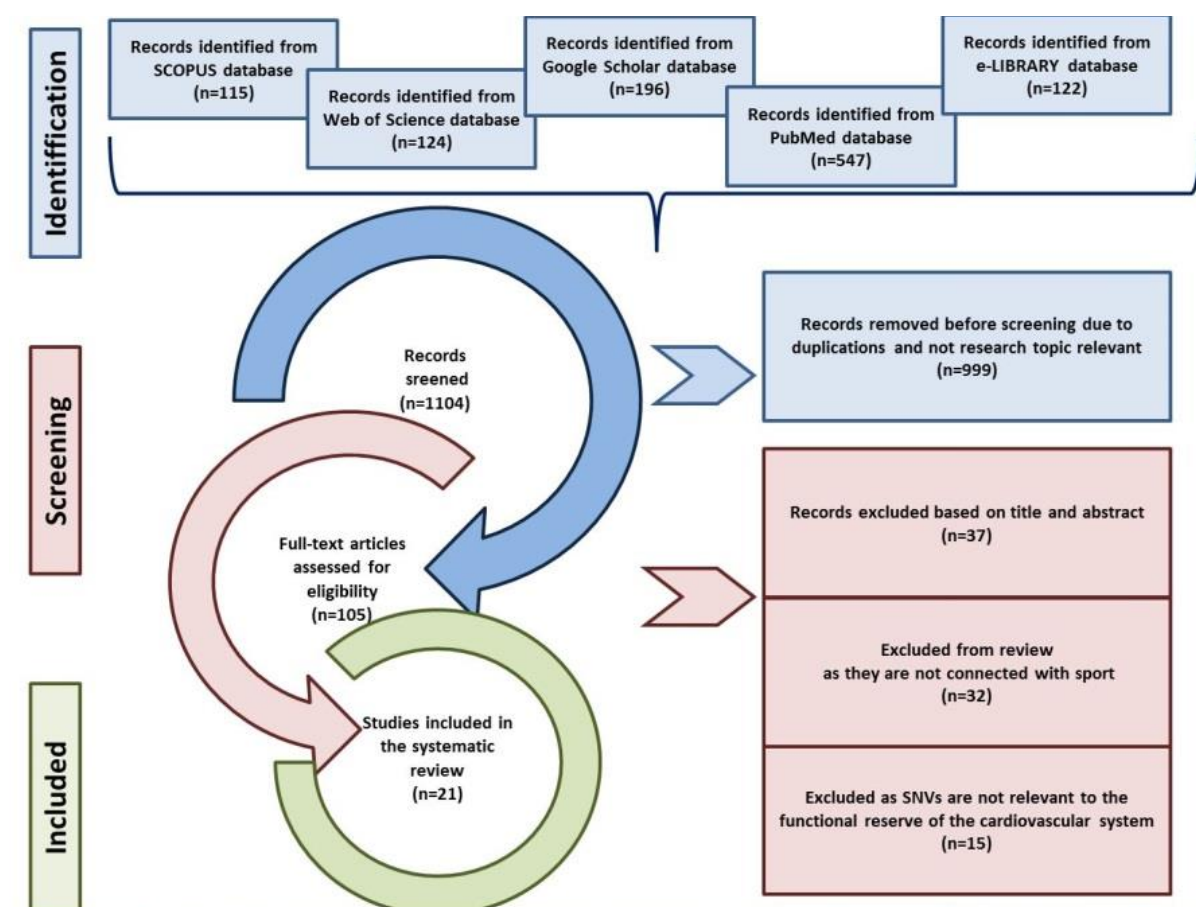 Identiffication
Records identified from
SCOPUS database
(n=115)
Records identified from
Web of Science database
(n=124)
Records identified from
Google Scholar database
(n=196)
Records identified from
PubMed database
(n=547)
Records identified from
e-LIBRARY database
(n=122)
Screening
Records
sreened
(n=1104)
Records removed before screening due to
duplications and not research topic relevant
(n=999)
Full-text articles
assessed for
eligibility
(n=105)
Records excluded based on title and abstract
(n=37)
Excluded from review
as they are not connected with sport
(n=32)
Excluded as SNVs are not relevant to the
functional reserve of the cardiovascular system
(n=15)
Included
Studies included in
the systematic
review
(n=21)